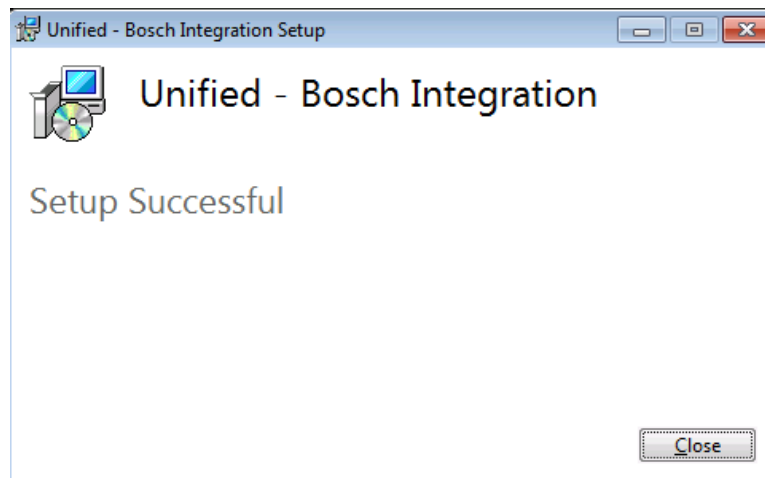 Unified - Bosch Integration Setup
Unified - Bosch Integration
Setup Successful
Close